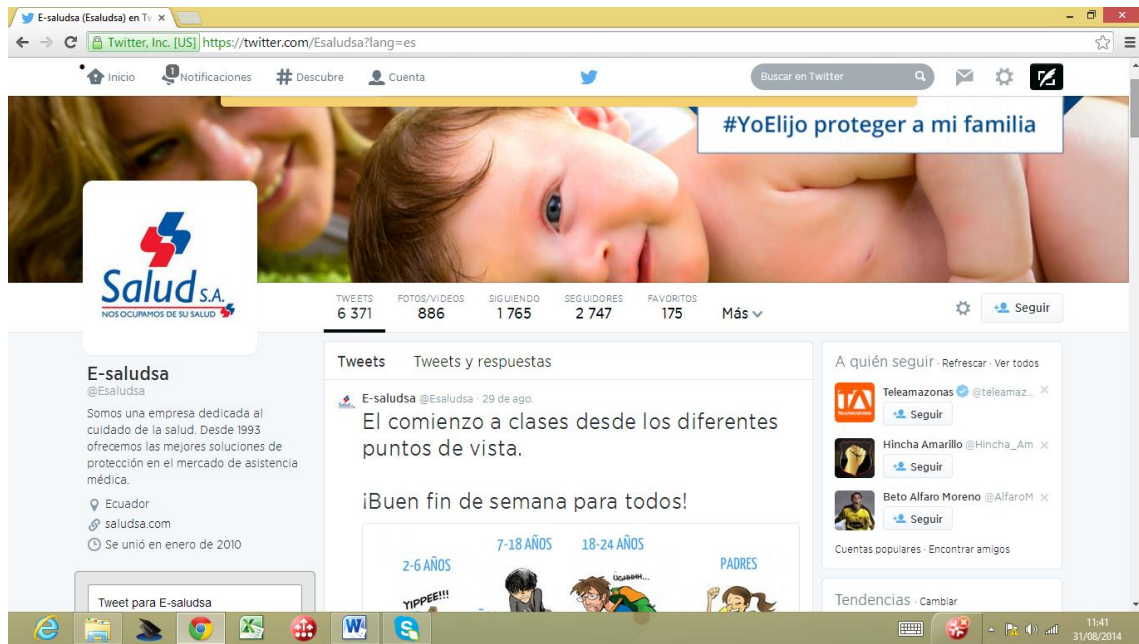 E-saludsa (Esaludsa) en Tv
Twitter, Inc. [US] https://twitter.com/Esaludsa?lang=es
Inicio 1 Notificaciones # Descubre Cuenta Buscar en Twitter
#YoElijo proteger a mi familia
Salud S.A.
NOS OCUPAMOS DE SU SALUD
TWEETS FOTOS/VIDEOS SIGUIENDO SEGUIDORES FAVORITOS
6 371 886 1 765 2 747 175 Más
Seguir
E-saludsa
@Esaludsa
Somos una empresa dedicada al
cuidado de la salud. Desde 1993
ofrecemos las mejores soluciones de
protección en el mercado de asistencia
médica.
Ecuador
saludsa.com
Se unió en enero de 2010
Tweet para E-saludsa
Tweets Tweets y respuestas
E-saludsa @Esaludsa · 29 de ago.
El comienzo a clases desde los diferentes
puntos de vista.
¡Buen fin de semana para todos!
2-6 AÑOS 7-18 AÑOS 18-24 AÑOS PADRES
YIPPEE!!!
UGHHHH...
A quién seguir · Refrescar · Ver todos
Teleamazonas @teleamaz...
Seguir
Hincha Amarillo @Hincha_Am
Seguir
Beto Alfaro Moreno @AlfaroM
Seguir
Cuentas populares · Encontrar amigos
Tendencias · Cambiar
11:41
31/08/2014